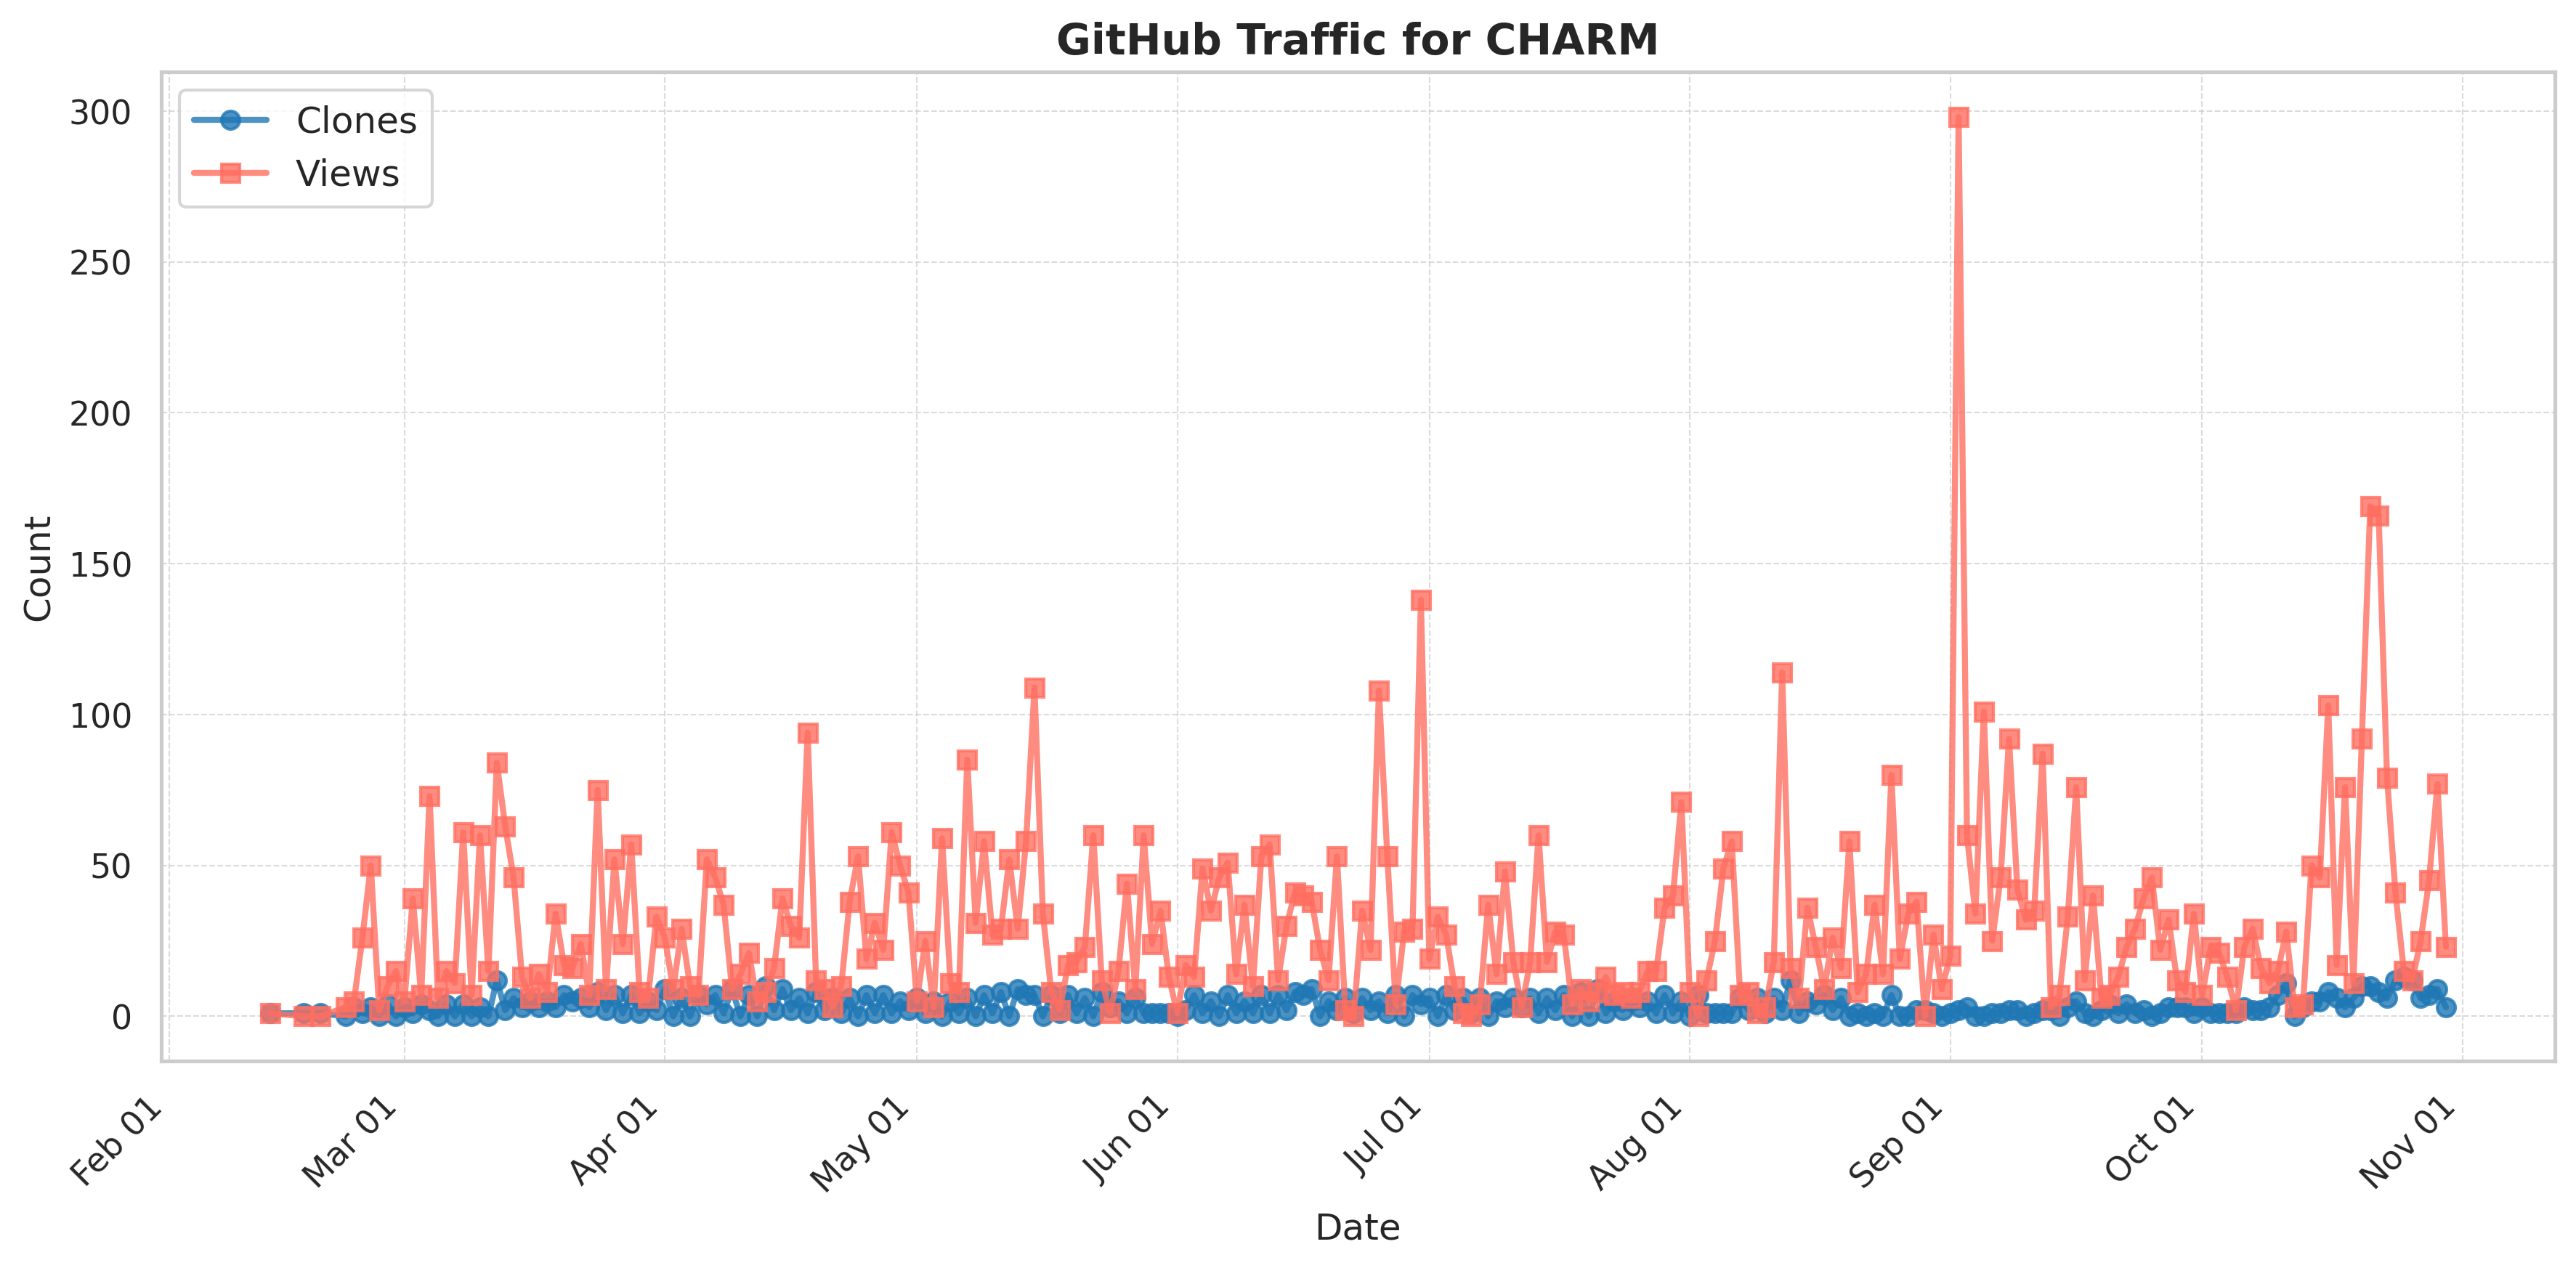 GitHub Traffic for CHARM
Clones
Views
300
250
200
150
100
50
0
Count
Feb 01
Mar 01
Apr 01
May 01
Jun 01
Jul 01
Aug 01
Sep 01
Oct 01
Nov 01
Date